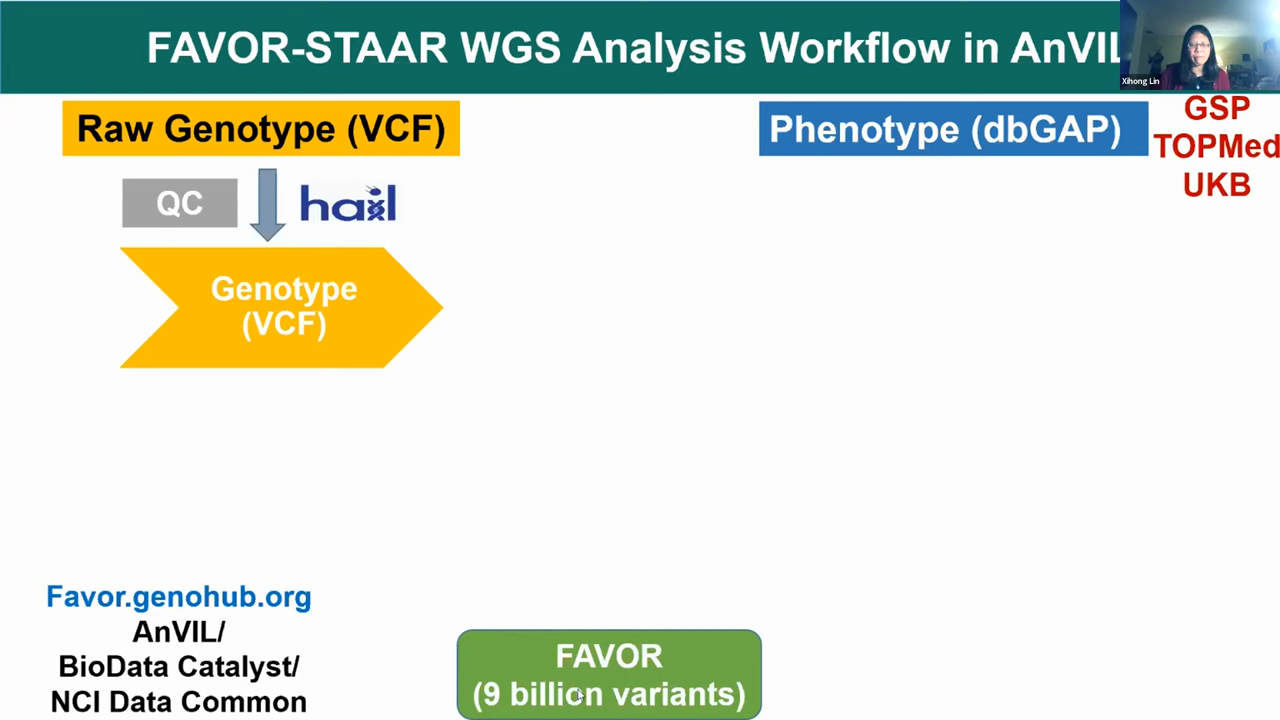 FAVOR-STAAR WGS Analysis Workflow in AnVIL
Xihong Lin
Raw Genotype (VCF)
Phenotype (dbGAP)
GSP
TOPMed
UKB
QC
hail
Genotype
(VCF)
Favor.genohub.org
AnVIL/
BioData Catalyst/
NCI Data Common
FAVOR
(9 billion variants)